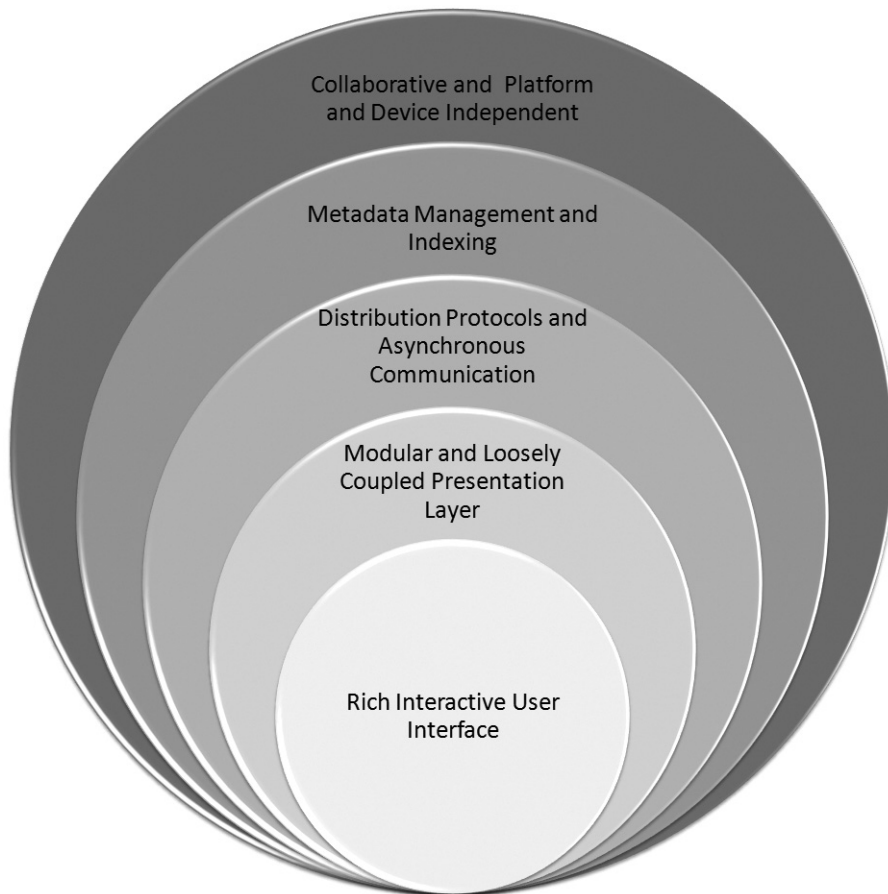 Collaborative and  Platform
and Device Independent
Metadata Management and
Indexing
Distribution Protocols and
Asynchronous
Communication
Modular and Loosely
Coupled Presentation
Layer
Rich Interactive User
Interface